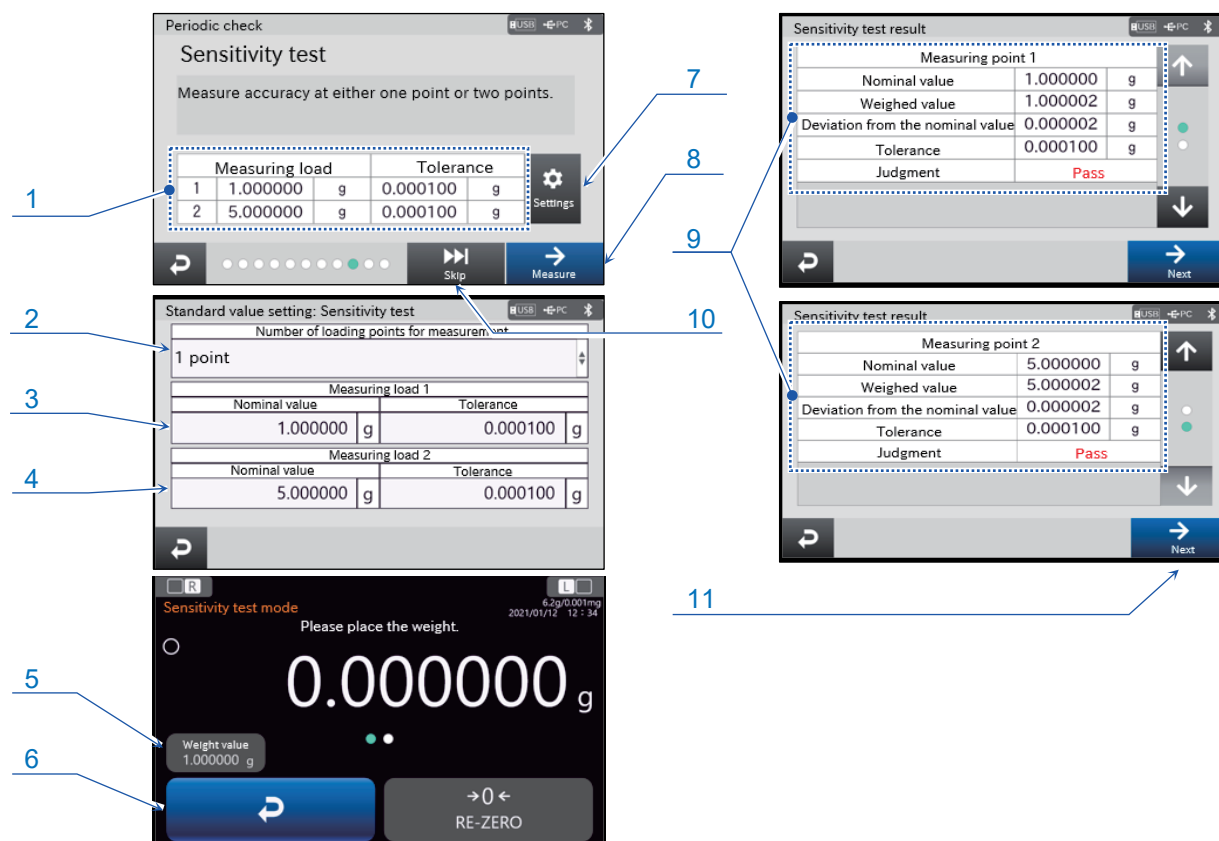 Periodic check
USB PC
Sensitivity test
Measure accuracy at either one point or two points.
Measuring load Tolerance
1 1.000000 g 0.000100 g
2 5.000000 g 0.000100 g
Settings
Skip
Measure
1
7
8
Standard value setting: Sensitivity test
USB PC
Number of loading points for measurement
1 point
Measuring load 1
Nominal value Tolerance
1.000000 g 0.000100 g
Measuring load 2
Nominal value Tolerance
5.000000 g 0.000100 g
2
3
4
R
L
Sensitivity test mode
6.2g/0.001mg
2021/01/12 12:34
Please place the weight.
0.000000 g
Weight value
1.000000 g
→0←
RE-ZERO
5
6
Sensitivity test result
USB PC
Measuring point 1
Nominal value 1.000000 g
Weighed value 1.000002 g
Deviation from the nominal value 0.000002 g
Tolerance 0.000100 g
Judgment Pass
Next
9
10
Sensitivity test result
USB PC
Measuring point 2
Nominal value 5.000000 g
Weighed value 5.000002 g
Deviation from the nominal value 0.000002 g
Tolerance 0.000100 g
Judgment Pass
Next
11